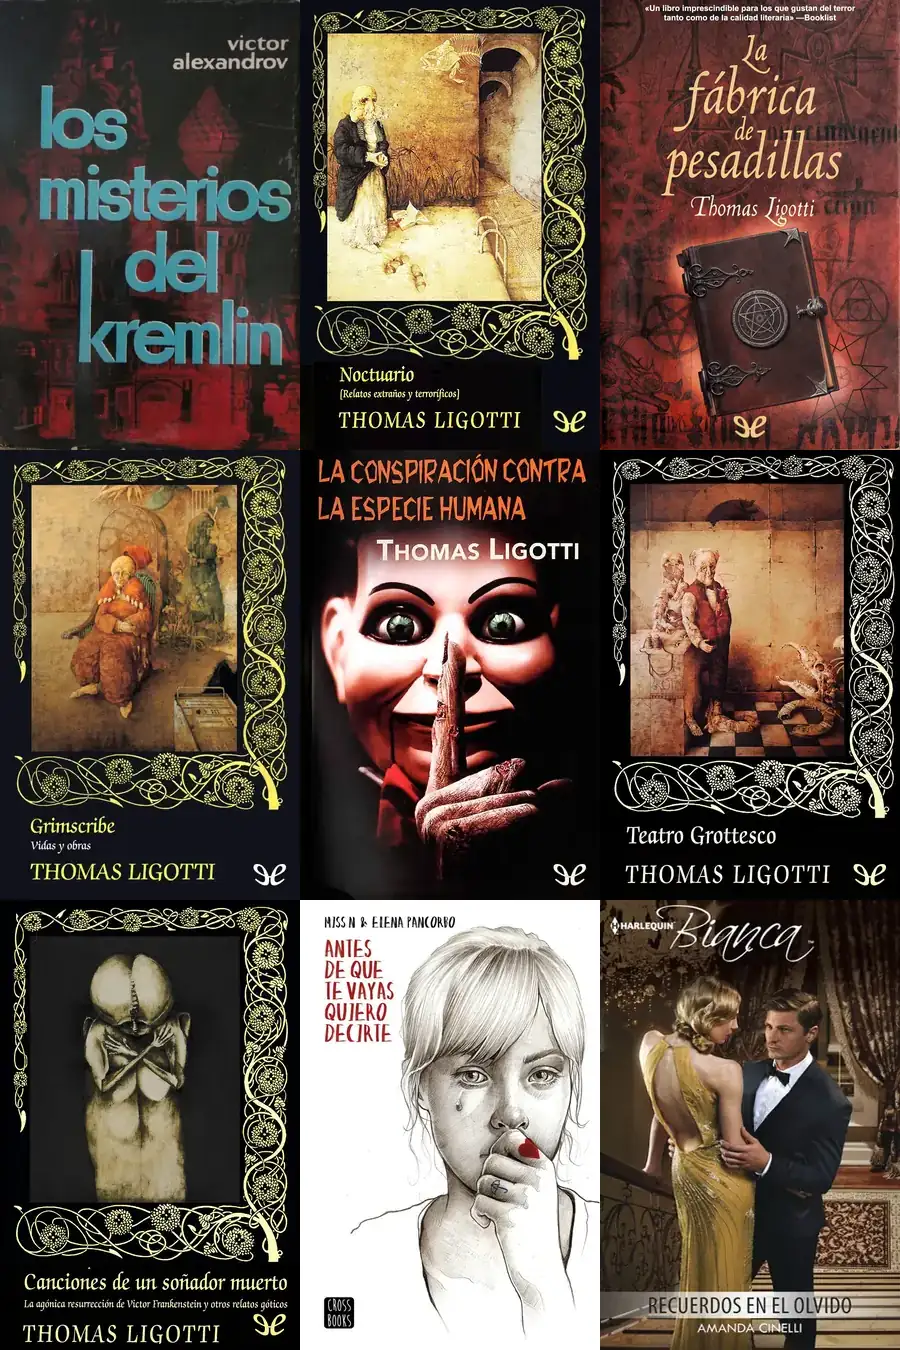 victor
alexandrov
los
misterios
del
kremlin
Noctuario
[Relatos extraños y terroríficos]
THOMAS LIGOTTI
«Un libro imprescindible para los que gustan del terror
tanto como de la calidad literaria» —Booklist
La
fábrica
de
pesadillas
Thomas Ligotti
Grimscribe
Vidas y obras
THOMAS LIGOTTI
LA CONSPIRACIÓN CONTRA
LA ESPECIE HUMANA
THOMAS LIGOTTI
Teatro Grottesco
THOMAS LIGOTTI
Canciones de un soñador muerto
La agónica resurrección de Victor Frankenstein y otros relatos góticos
THOMAS LIGOTTI
MISS N & ELENA PANCORBO
ANTES
DE QUE
TE VAYAS
QUIERO
DECIRTE
CROSS
BOOKS
HARLEQUIN Bianca
RECUERDOS EN EL OLVIDO
AMANDA CINELLI